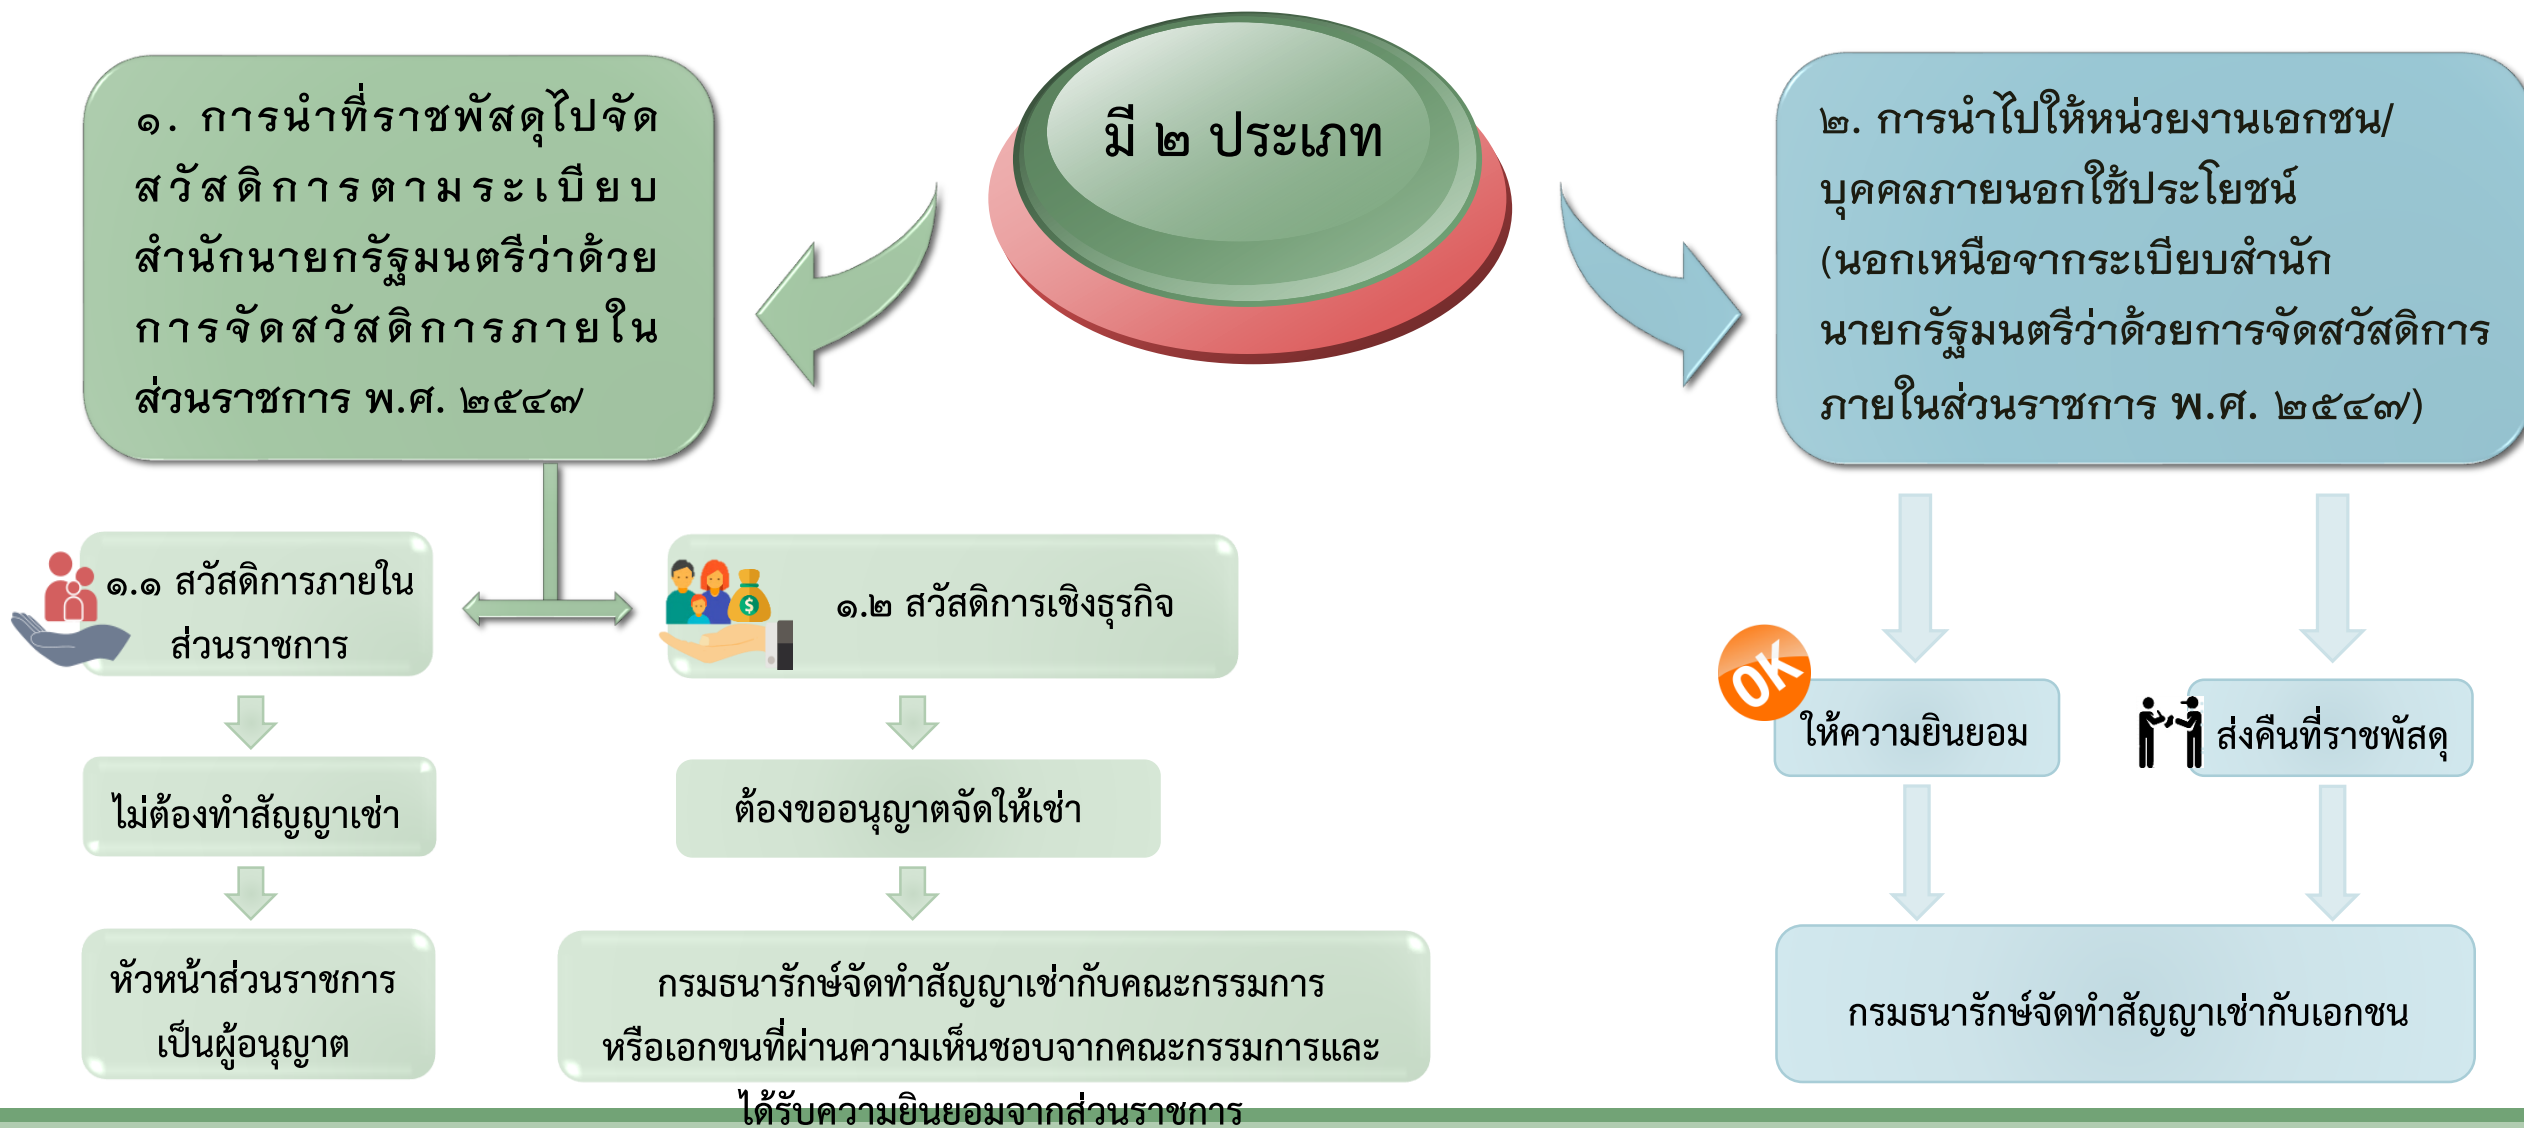 มี ๒ ประเภท
๑. การนำที่ราชพัสดุไปจัด
สวัสดิการตามระเบียบ
สำนักนายกรัฐมนตรีว่าด้วย
การจัดสวัสดิการภายใน
ส่วนราชการ พ.ศ. ๒๕๔๗
๑.๑ สวัสดิการภายใน
ส่วนราชการ
ไม่ต้องทำสัญญาเช่า
หัวหน้าส่วนราชการ
เป็นผู้อนุญาต
๑.๒ สวัสดิการเชิงธุรกิจ
ต้องขออนุญาตจัดให้เช่า
กรมธนารักษ์จัดทำสัญญาเช่ากับคณะกรรมการ
หรือเอกขนที่ผ่านความเห็นชอบจากคณะกรรมการและ
ได้รับความยินยอมจากส่วนราชการ
๒. การนำไปให้หน่วยงานเอกชน/
บุคคลภายนอกใช้ประโยชน์
(นอกเหนือจากระเบียบสำนัก
นายกรัฐมนตรีว่าด้วยการจัดสวัสดิการ
ภายในส่วนราชการ พ.ศ. ๒๕๔๗)
OK
ให้ความยินยอม
ส่งคืนที่ราชพัสดุ
กรมธนารักษ์จัดทำสัญญาเช่ากับเอกชน